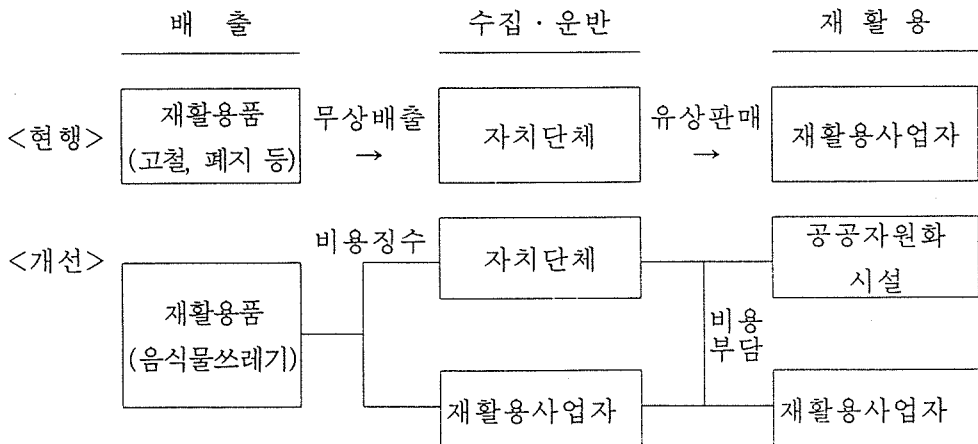 배 출 수집 · 운반 재 활 용
<현행>
재활용품
(고철, 폐지 등)
무상배출
→
자치단체
유상판매
→
재활용사업자
<개선>
재활용품
(음식물쓰레기)
비용징수
자치단체
재활용사업자
비용
부담
공공자원화
시설
재활용사업자